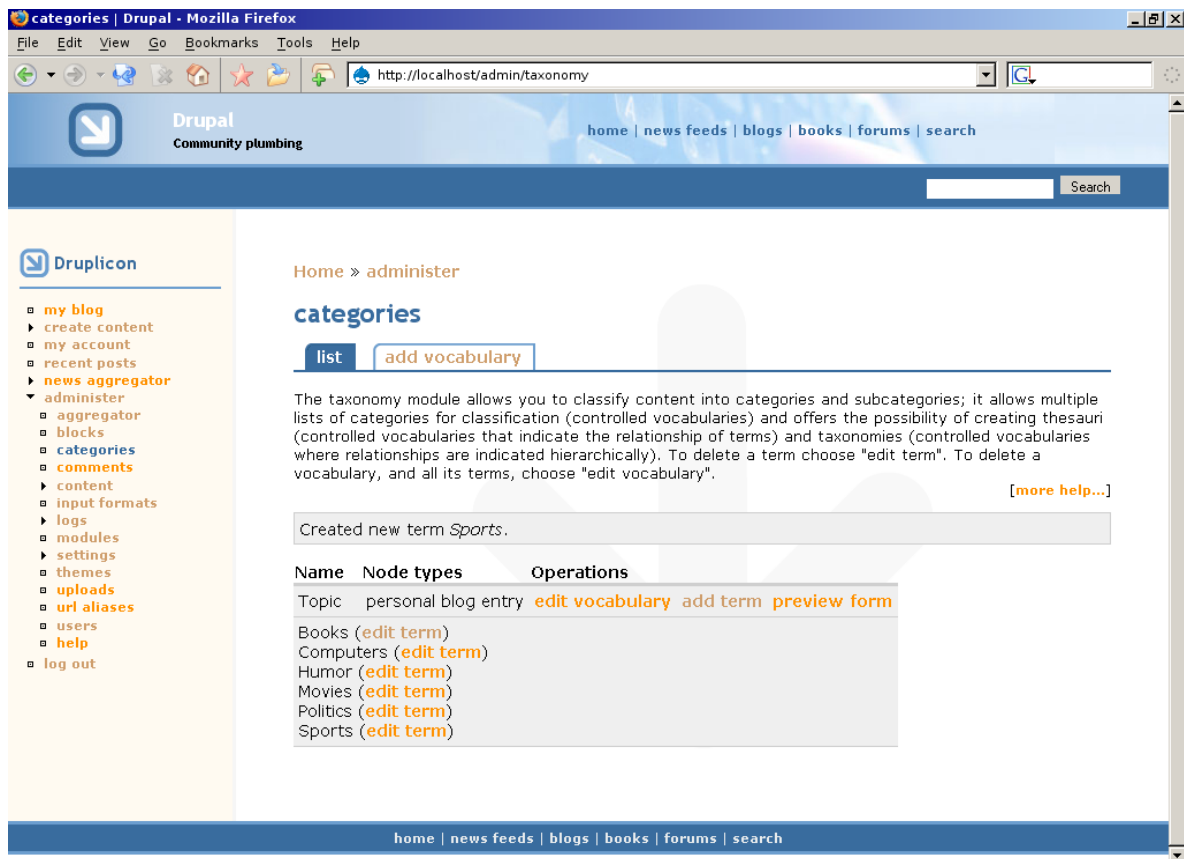 categories | Drupal - Mozilla Firefox
File Edit View Go Bookmarks Tools Help
http://localhost/admin/taxonomy
G
Drupal
Community plumbing
home | news feeds | blogs | books | forums | search
Search
Druplicon
my blog
create content
my account
recent posts
news aggregator
administer
aggregator
blocks
categories
comments
content
input formats
logs
modules
settings
themes
uploads
url aliases
users
help
log out
Home » administer
categories
list add vocabulary
The taxonomy module allows you to classify content into categories and subcategories; it allows multiple
lists of categories for classification (controlled vocabularies) and offers the possibility of creating thesauri
(controlled vocabularies that indicate the relationship of terms) and taxonomies (controlled vocabularies
where relationships are indicated hierarchically). To delete a term choose "edit term". To delete a
vocabulary, and all its terms, choose "edit vocabulary".
[more help...]
Created new term Sports.
Name Node types Operations
Topic personal blog entry edit vocabulary add term preview form
Books (edit term)
Computers (edit term)
Humor (edit term)
Movies (edit term)
Politics (edit term)
Sports (edit term)
home | news feeds | blogs | books | forums | search